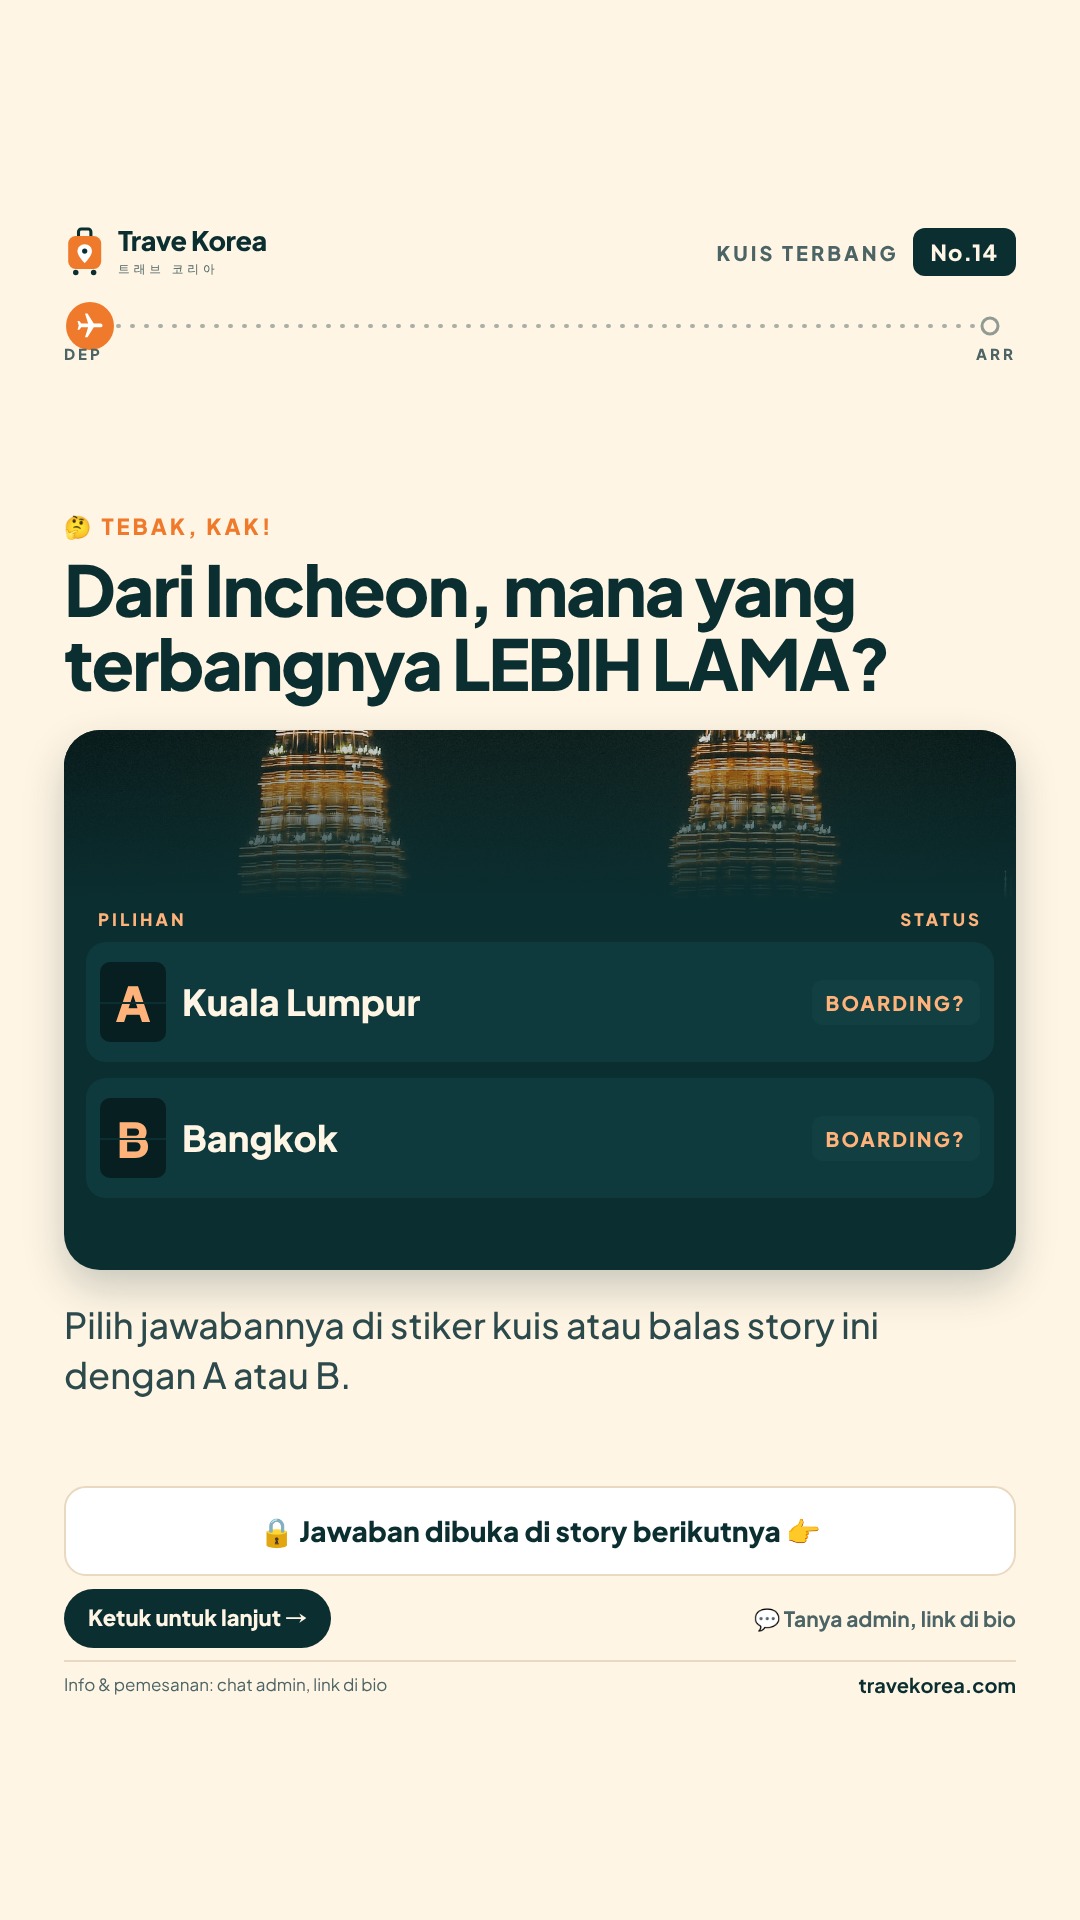 Trave Korea
트래브 코리아
KUIS TERBANG
No.14
DEP
ARR
🤔 TEBAK, KAK!
Dari Incheon, mana yang
terbangnya LEBIH LAMA?
PILIHAN
STATUS
A
Kuala Lumpur
BOARDING?
B
Bangkok
BOARDING?
Pilih jawabannya di stiker kuis atau balas story ini
dengan A atau B.
🔒 Jawaban dibuka di story berikutnya 👉
Ketuk untuk lanjut →
💬 Tanya admin, link di bio
Info & pemesanan: chat admin, link di bio
travekorea.com